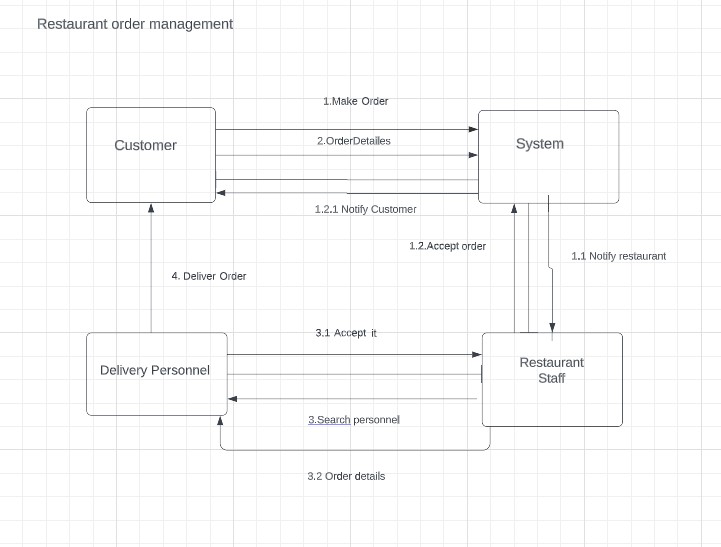 Restaurant order management
1.Make Order
Customer
2.OrderDetailes
System
1.2.1 Notify Customer
1.2.Accept order
1.1 Notify restaurant
4. Deliver Order
3.1 Accept it
Delivery Personnel
Restaurant
Staff
3.Search personnel
3.2 Order details